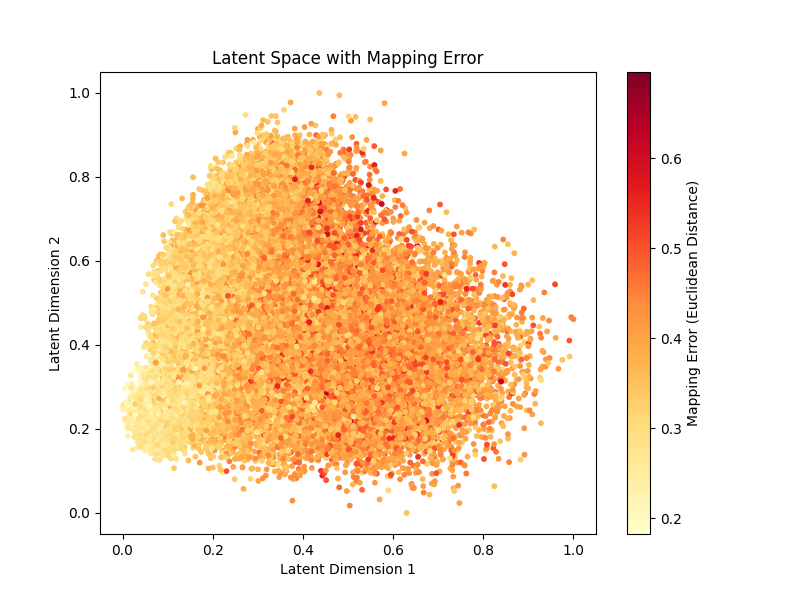 Latent Space with Mapping Error
1.0
0.8
0.6
0.4
0.2
0.0
Latent Dimension 2
0.0 0.2 0.4 0.6 0.8 1.0
Latent Dimension 1
0.6
0.5
0.4
0.3
0.2
Mapping Error (Euclidean Distance)